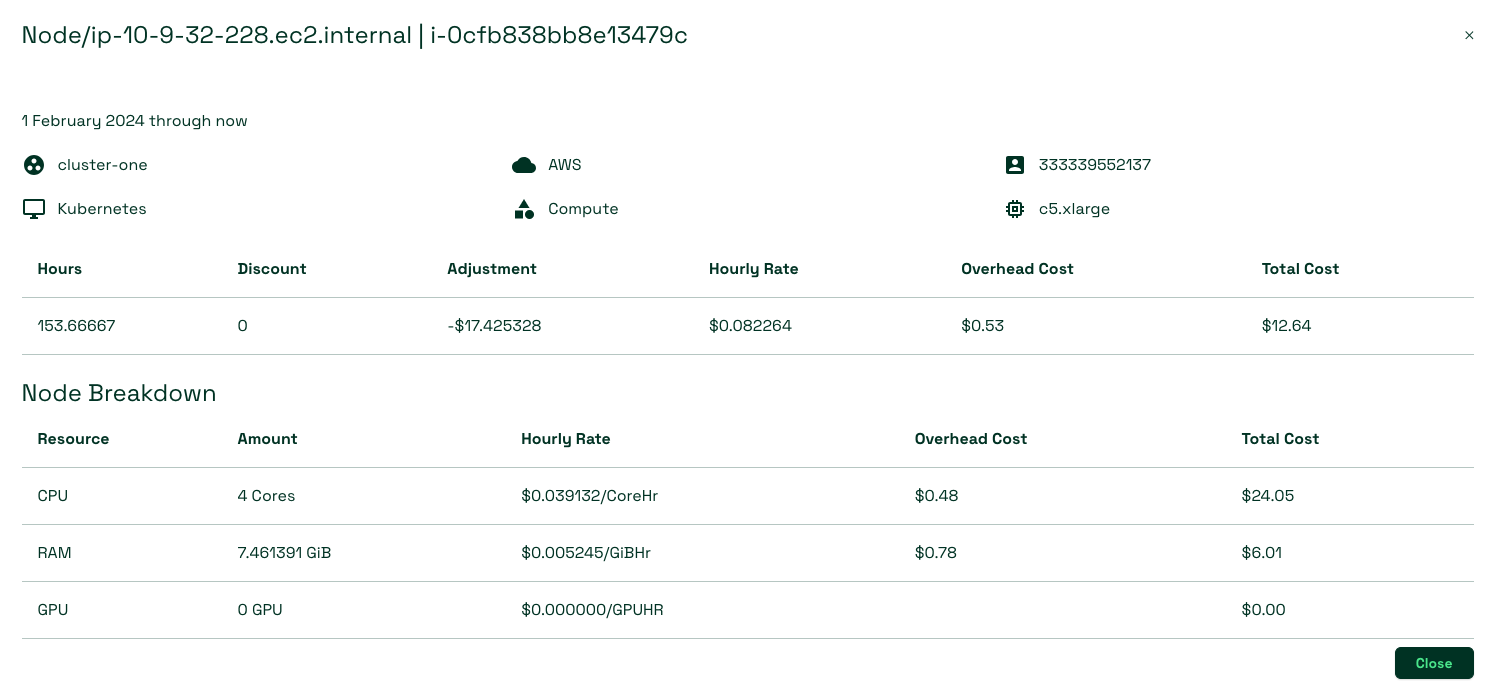 Node/ip-10-9-32-228.ec2.internal | i-0cfb838bb8e13479c
1 February 2024 through now
cluster-one AWS 333339552137
Kubernetes Compute c5.xlarge
Hours Discount Adjustment Hourly Rate Overhead Cost Total Cost
153.66667 0 -$17.425328 $0.082264 $0.53 $12.64
Node Breakdown
Resource Amount Hourly Rate Overhead Cost Total Cost
CPU 4 Cores $0.039132/CoreHr $0.48 $24.05
RAM 7.461391 GiB $0.005245/GiBHr $0.78 $6.01
GPU 0 GPU $0.000000/GPUHR $0.00
Close